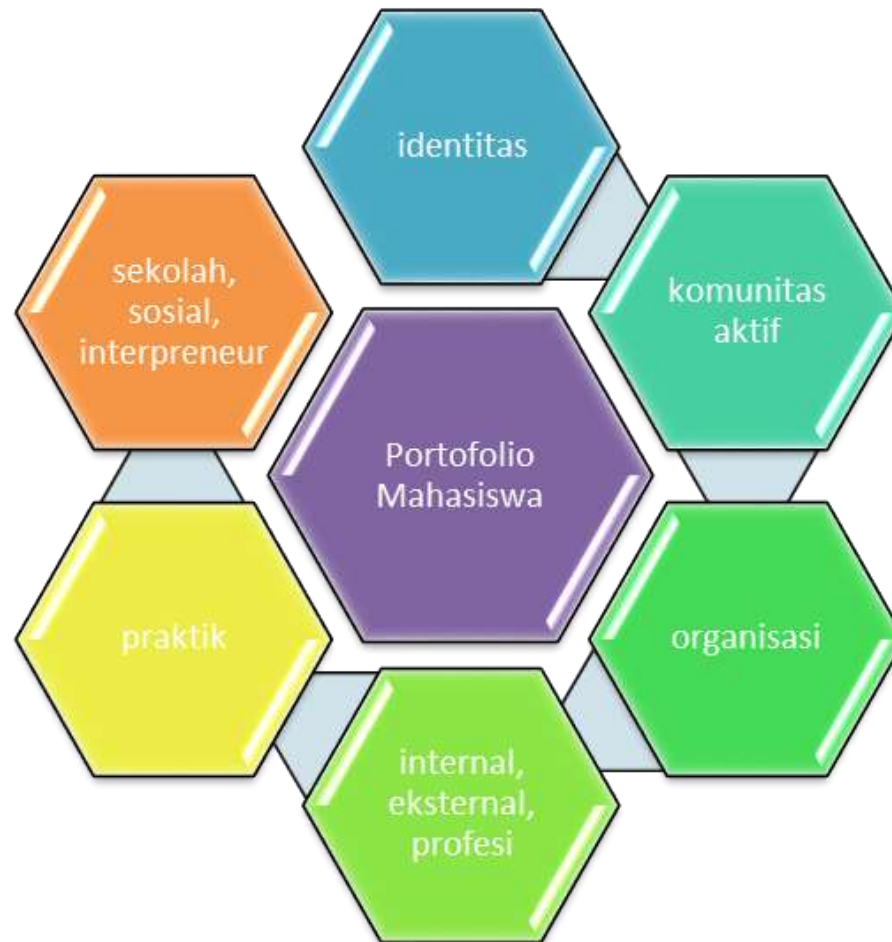 identitas
komunitas
aktif
organisasi
internal,
eksternal,
profesi
praktik
sekolah,
sosial,
interpreneur
Portofolio
Mahasiswa